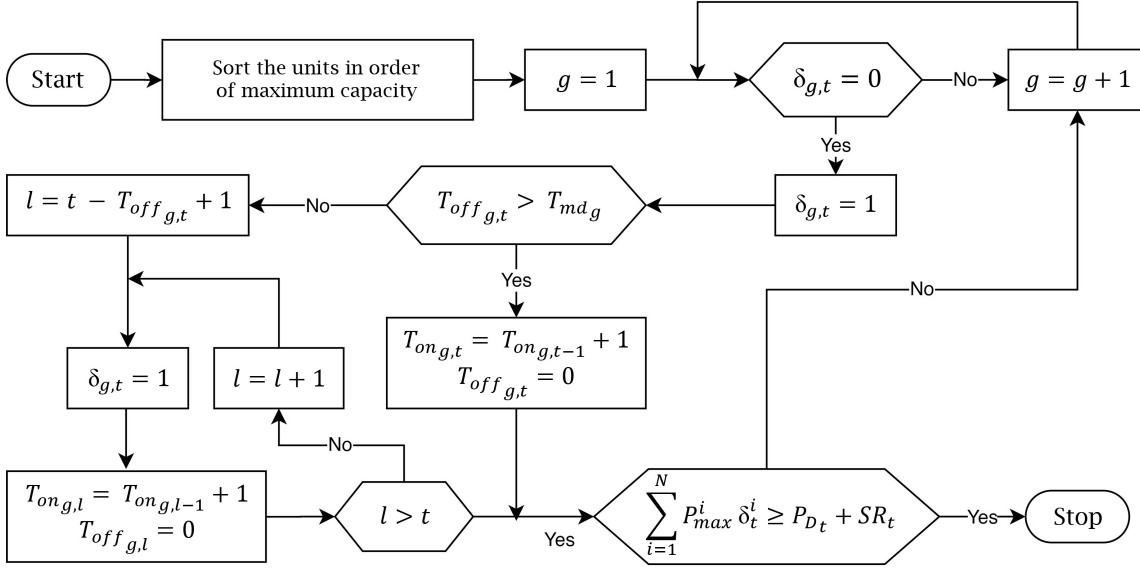 Start
Sort the units in order
of maximum capacity
g = 1
δ_{g,t} = 0
No
g = g + 1
Yes
l = t − T_{off_{g,t}} + 1
No
T_{off_{g,t}} > T_{md_g}
δ_{g,t} = 1
Yes
No
T_{on_{g,t}} = T_{on_{g,t−1}} + 1
T_{off_{g,t}} = 0
δ_{g,t} = 1
l = l + 1
No
T_{on_{g,l}} = T_{on_{g,l−1}} + 1
T_{off_{g,l}} = 0
l > t
Yes
\sum_{i=1}^{N} P_{max}^{i} δ_{t}^{i} ≥ P_{D_t} + SR_t
Yes
Stop